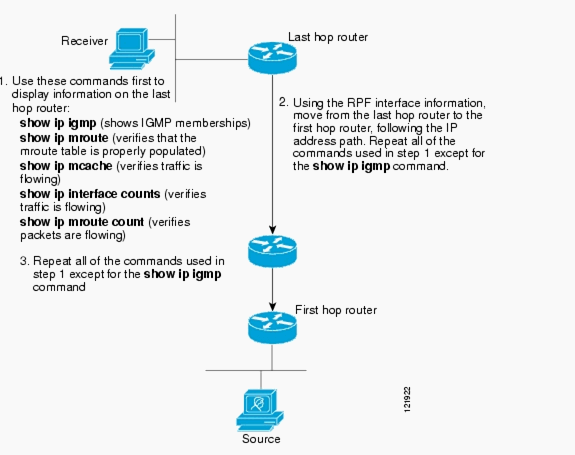 Receiver
Last hop router
1. Use these commands first to
display information on the last
hop router:
show ip igmp (shows IGMP memberships)
show ip mroute (verifies that the
mroute table is properly populated)
show ip mcache (verifies traffic is
flowing)
show ip interface counts (verifies
traffic is flowing)
show ip mroute count (verifies
packets are flowing)
2. Using the RPF interface information,
move from the last hop router to the
first hop router, following the IP
address path. Repeat all of the
commands used in step 1 except for
the show ip igmp command.
3. Repeat all of the commands used in
step 1 except for the show ip igmp
command
First hop router
121922
Source